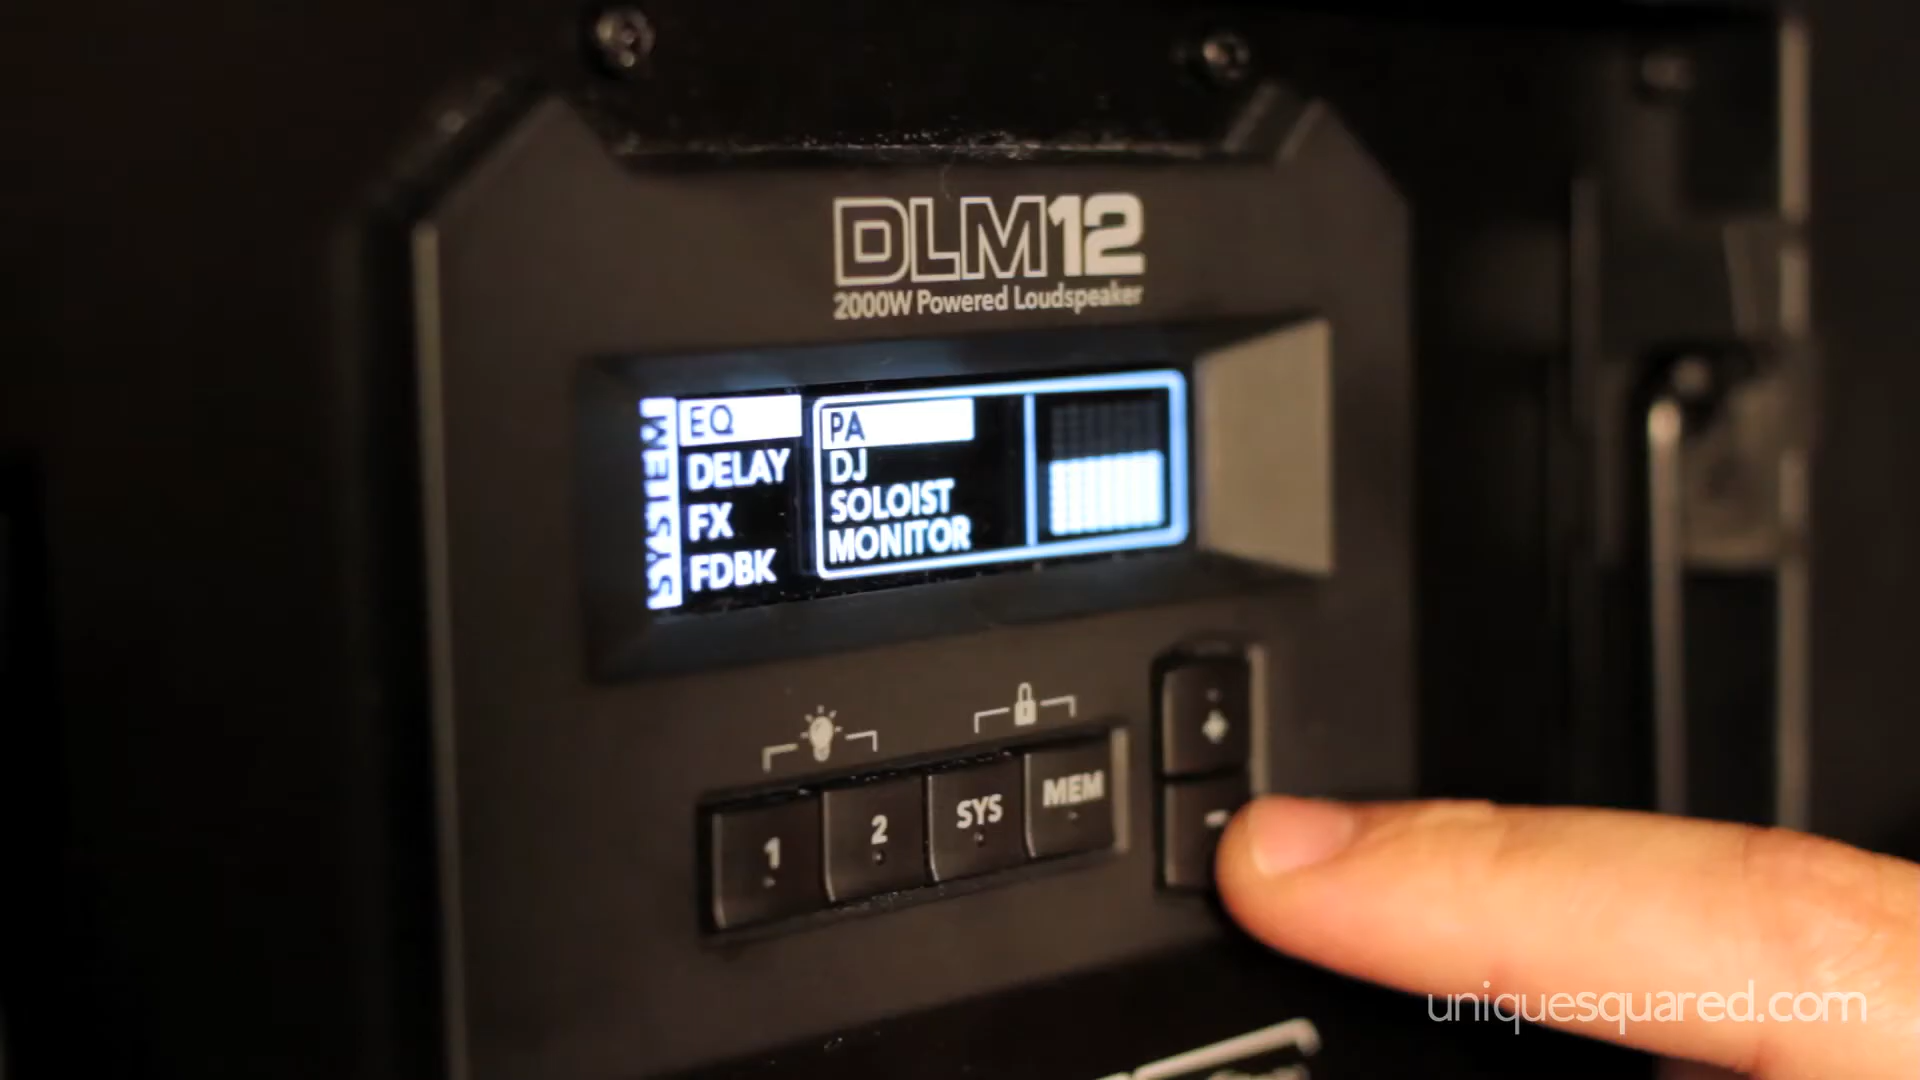 DLM12
2000W Powered Loudspeaker
SYSTEM
EQ
DELAY
FX
FDBK
PA
DJ
SOLOIST
MONITOR
1
2
SYS
MEM
+
-
uniquesquared.com